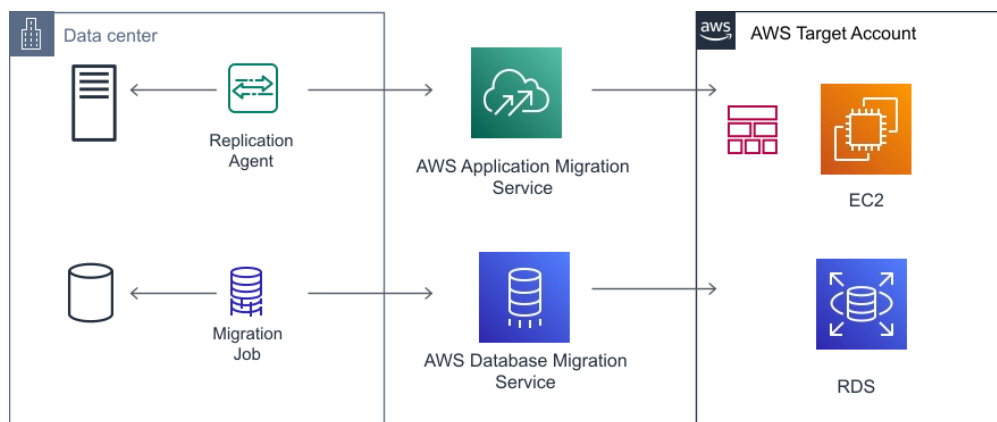 Data center
aws
AWS Target Account
Replication
Agent
AWS Application Migration
Service
EC2
Migration
Job
AWS Database Migration
Service
RDS